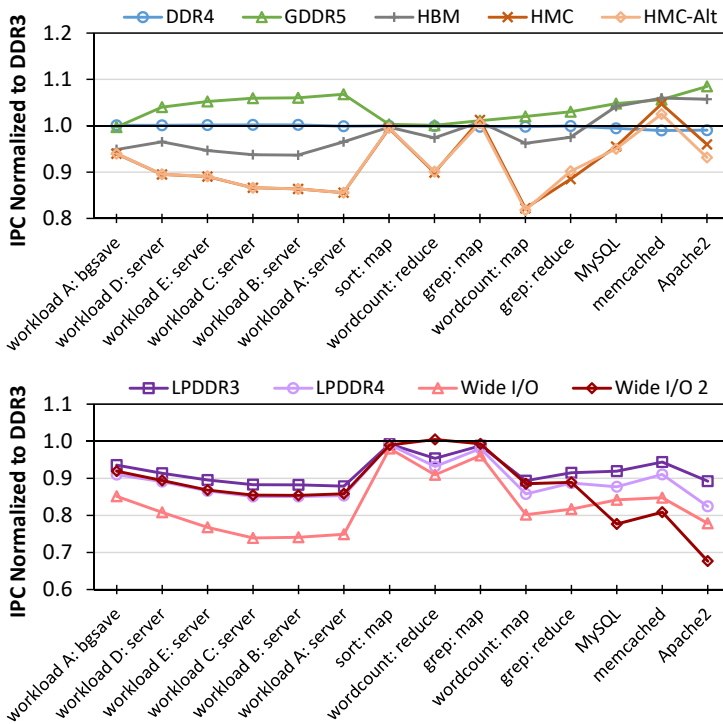 DDR4 GDDR5 HBM HMC HMC-Alt
IPC Normalized to DDR3
1.2
1.1
1.0
0.9
0.8
workload A: bgsave
workload D: server
workload E: server
workload C: server
workload B: server
workload A: server
sort: map
wordcount: reduce
grep: map
wordcount: map
grep: reduce
MySQL
memcached
Apache2
LPDDR3 LPDDR4 Wide I/O Wide I/O 2
IPC Normalized to DDR3
1.1
1.0
0.9
0.8
0.7
0.6
workload A: bgsave
workload D: server
workload E: server
workload C: server
workload B: server
workload A: server
sort: map
wordcount: reduce
grep: map
wordcount: map
grep: reduce
MySQL
memcached
Apache2